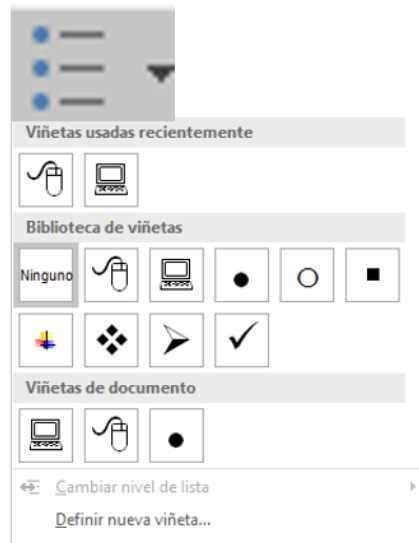 Viñetas usadas recientemente
Biblioteca de viñetas
Ninguno
Viñetas de documento
Cambiar nivel de lista
Definir nueva viñeta...